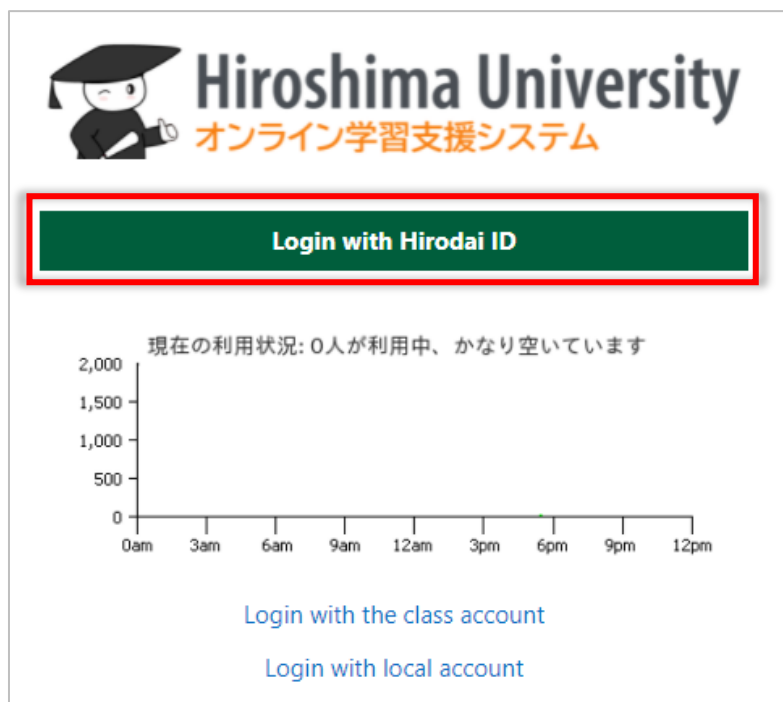 Hiroshima University
オンライン学習支援システム
Login with Hirodai ID
現在の利用状況: 0人が利用中、かなり空いています
2,000
1,500
1,000
500
0
0am 3am 6am 9am 12am 3pm 6pm 9pm 12pm
Login with the class account
Login with local account